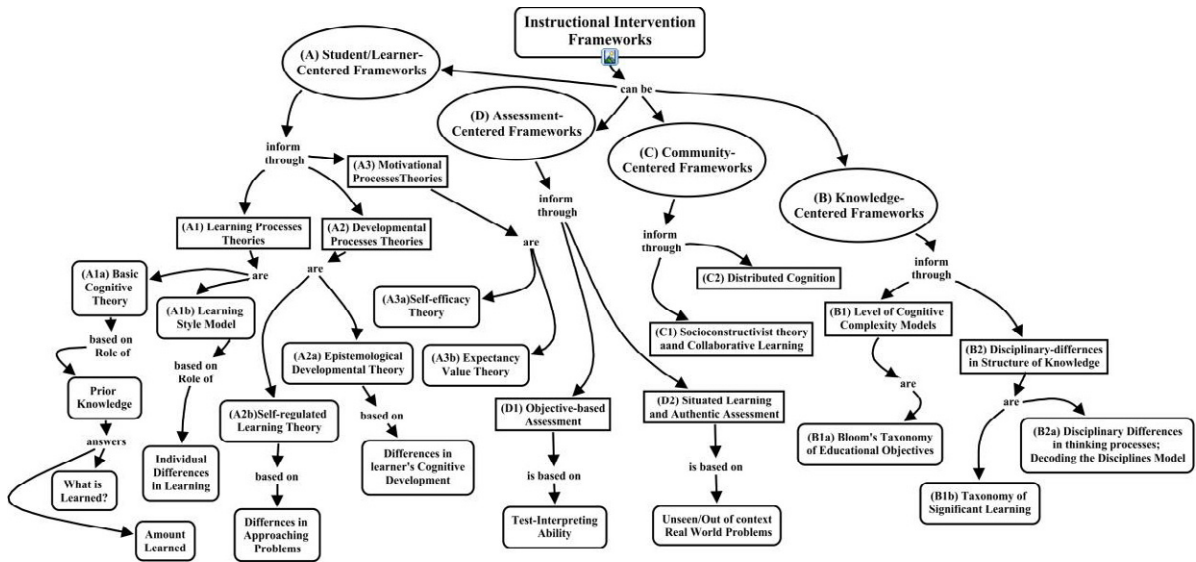 Instructional Intervention
Frameworks
can be
(A) Student/Learner-
Centered Frameworks
inform
through
(A3) Motivational
ProcessesTheories
(A1) Learning Processes
Theories
(A2) Developmental
Processes Theories
are
(A1a) Basic
Cognitive
Theory
based on
Role of
Prior
Knowledge
answers
What is
Learned?
Amount
Learned
(A1b) Learning
Style Model
based on
Role of
Individual
Differences
in Learning
are
(A2b)Self-regulated
Learning Theory
based on
Differnces in
Approaching
Problems
(A2a) Epistemological
Developmental Theory
based on
Differences in
learner's Cognitive
Development
are
(A3a)Self-efficacy
Theory
(A3b) Expectancy
Value Theory
(D) Assessment-
Centered Frameworks
inform
through
(D1) Objective-based
Assessment
is based on
Test-Interpreting
Ability
(D2) Situated Learning
and Authentic Assessment
is based on
Unseen/Out of context
Real World Problems
(C) Community-
Centered Frameworks
inform
through
(C2) Distributed Cognition
(C1) Socioconstructivist theory
aand Collaborative Learning
(B) Knowledge-
Centered Frameworks
inform
through
(B1) Level of Cognitive
Complexity Models
are
(B1a) Bloom's Taxonomy
of Educational Objectives
(B2) Disciplinary-differnces
in Structure of Knowledge
are
(B2a) Disciplinary Differences
in thinking processes;
Decoding the Disciplines Model
(B1b) Taxonomy of
Significant Learning